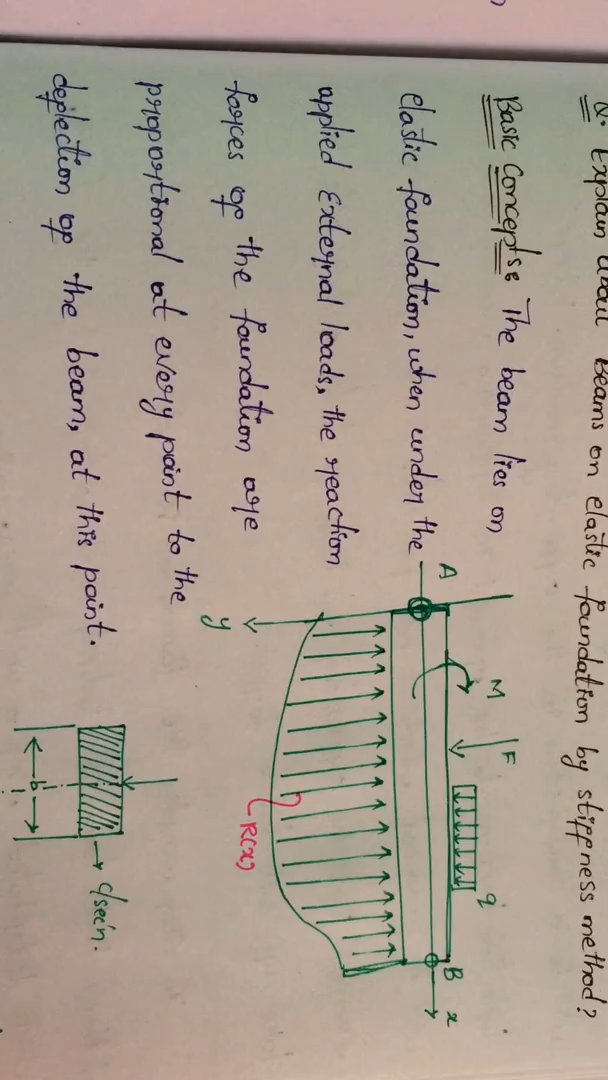 Q. Explain about Beams on elastic foundation by stiffness method?
Basic Concept:- The beam lies on
elastic foundation, when under the
applied External loads, the reaction
forces of the foundation are
proportional at every point to the
deflection of the beam, at this point.
A
M
F
q
B
x
y
R(x)
b
c/secn.